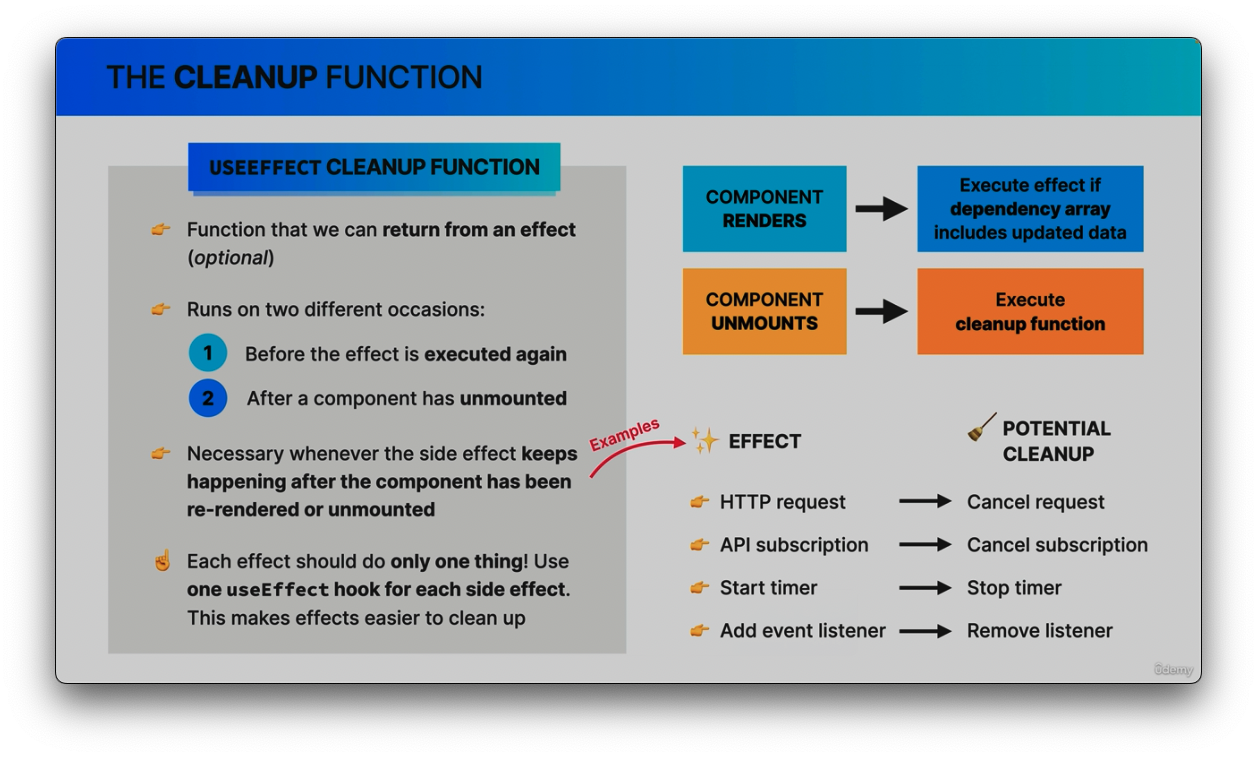 THE CLEANUP FUNCTION
USEEFFECT CLEANUP FUNCTION
Function that we can return from an effect
(optional)
Runs on two different occasions:
1 Before the effect is executed again
2 After a component has unmounted
Necessary whenever the side effect keeps
happening after the component has been
re-rendered or unmounted
Each effect should do only one thing! Use
one useEffect hook for each side effect.
This makes effects easier to clean up
COMPONENT
RENDERS
Execute effect if
dependency array
includes updated data
COMPONENT
UNMOUNTS
Execute
cleanup function
Examples
EFFECT
POTENTIAL
CLEANUP
HTTP request
Cancel request
API subscription
Cancel subscription
Start timer
Stop timer
Add event listener
Remove listener
ûdemy